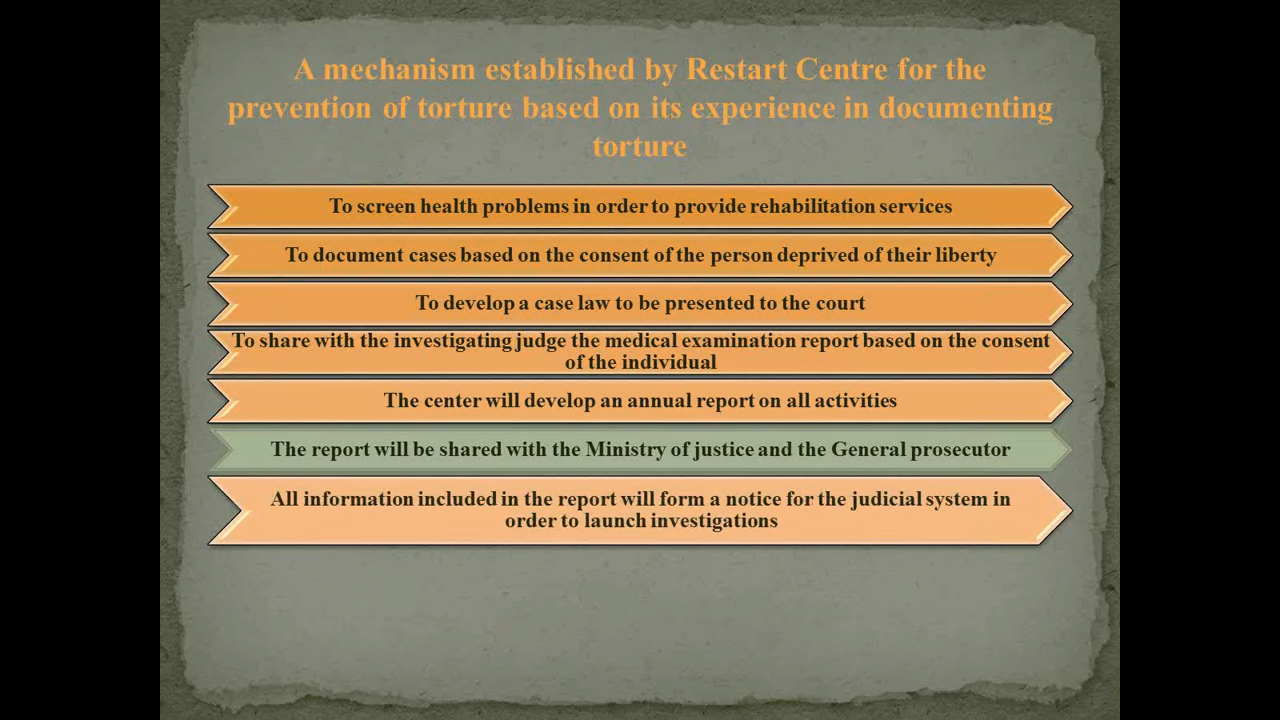 A mechanism established by Restart Centre for the
prevention of torture based on its experience in documenting
torture
To screen health problems in order to provide rehabilitation services
To document cases based on the consent of the person deprived of their liberty
To develop a case law to be presented to the court
To share with the investigating judge the medical examination report based on the consent
of the individual
The center will develop an annual report on all activities
The report will be shared with the Ministry of justice and the General prosecutor
All information included in the report will form a notice for the judicial system in
order to launch investigations